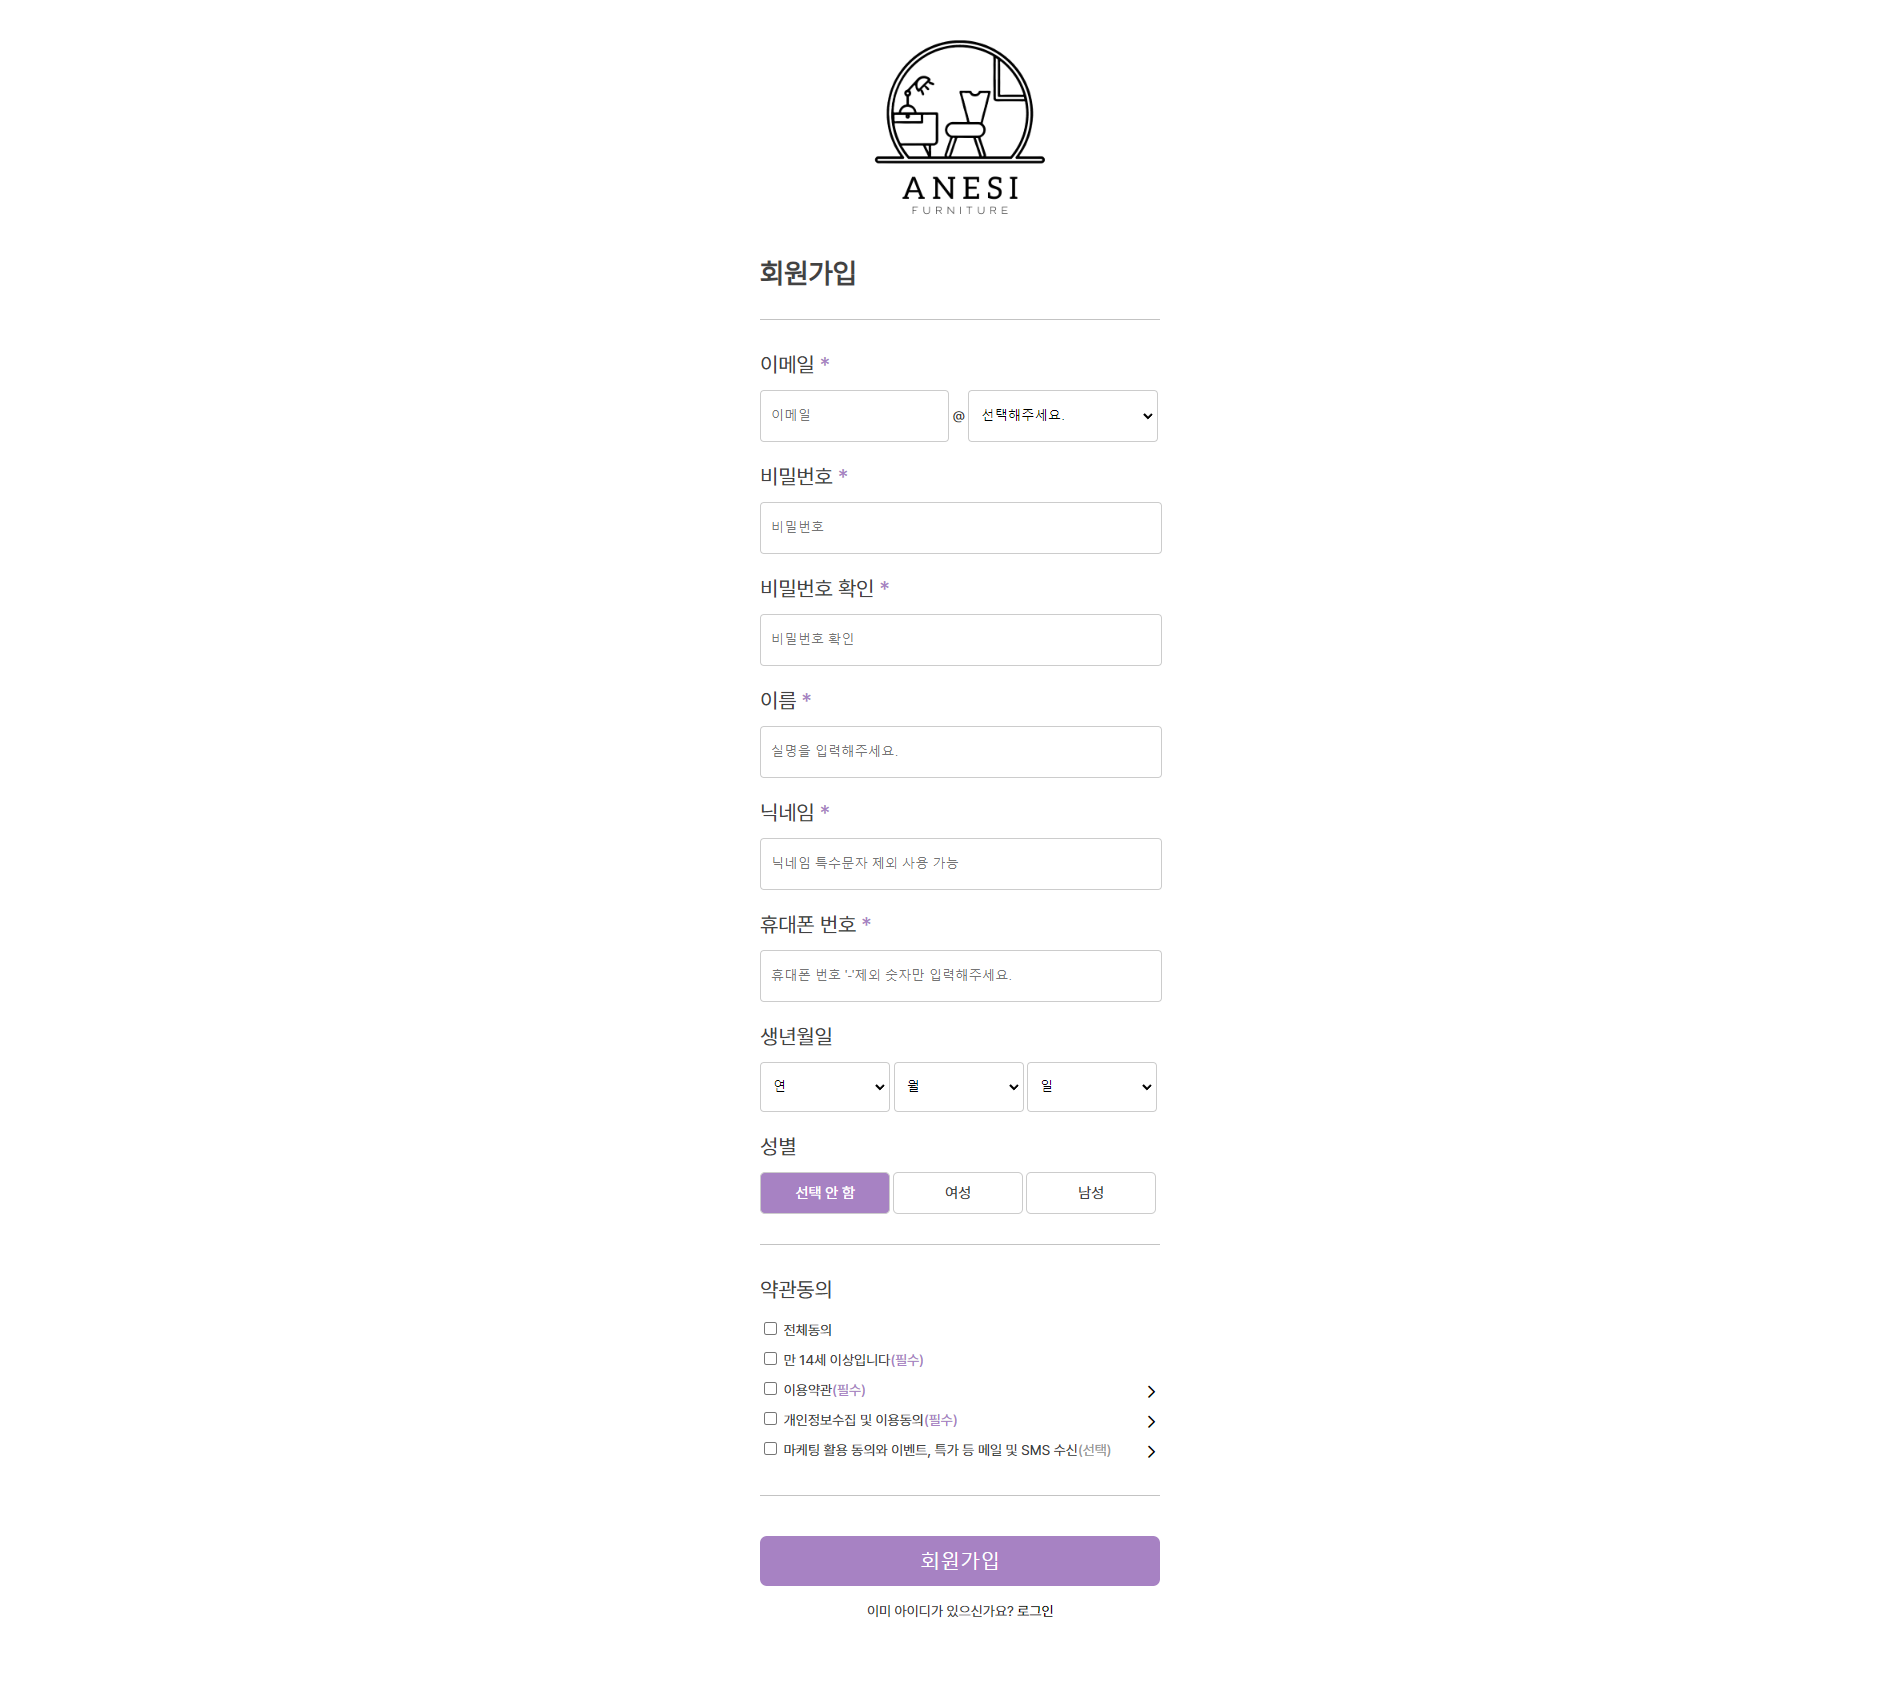 ANESI
FURNITURE
회원가입
이메일 *
이메일 @ 선택해주세요.
비밀번호 *
비밀번호
비밀번호 확인 *
비밀번호 확인
이름 *
실명을 입력해주세요.
닉네임 *
닉네임 특수문자 제외 사용 가능
휴대폰 번호 *
휴대폰 번호 '-'제외 숫자만 입력해주세요.
생년월일
연 월 일
성별
선택 안 함 여성 남성
약관동의
전체동의
만 14세 이상입니다(필수)
이용약관(필수)
개인정보수집 및 이용동의(필수)
마케팅 활용 동의와 이벤트, 특가 등 메일 및 SMS 수신(선택)
회원가입
이미 아이디가 있으신가요? 로그인